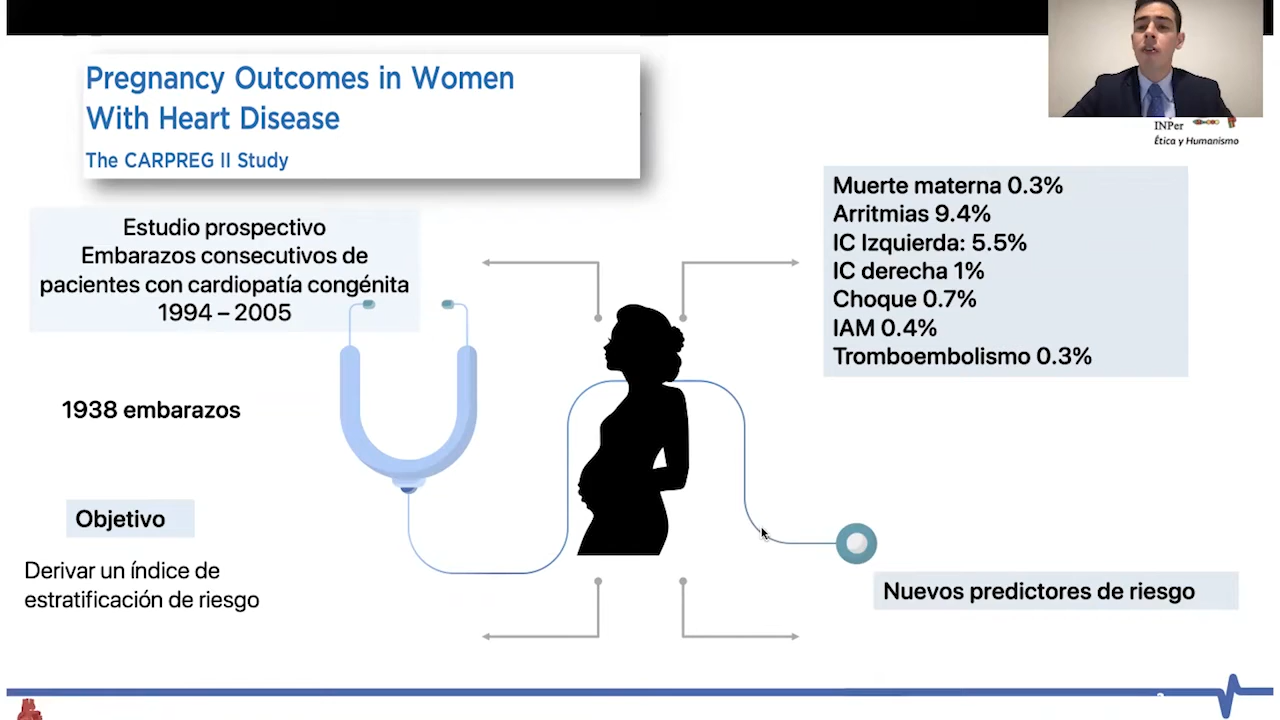 Pregnancy Outcomes in Women
With Heart Disease
The CARPREG II Study
INPer
Ética y Humanismo
Estudio prospectivo
Embarazos consecutivos de
pacientes con cardiopatía congénita
1994 – 2005
Muerte materna 0.3%
Arritmias 9.4%
IC Izquierda: 5.5%
IC derecha 1%
Choque 0.7%
IAM 0.4%
Tromboembolismo 0.3%
1938 embarazos
Objetivo
Derivar un índice de
estratificación de riesgo
Nuevos predictores de riesgo